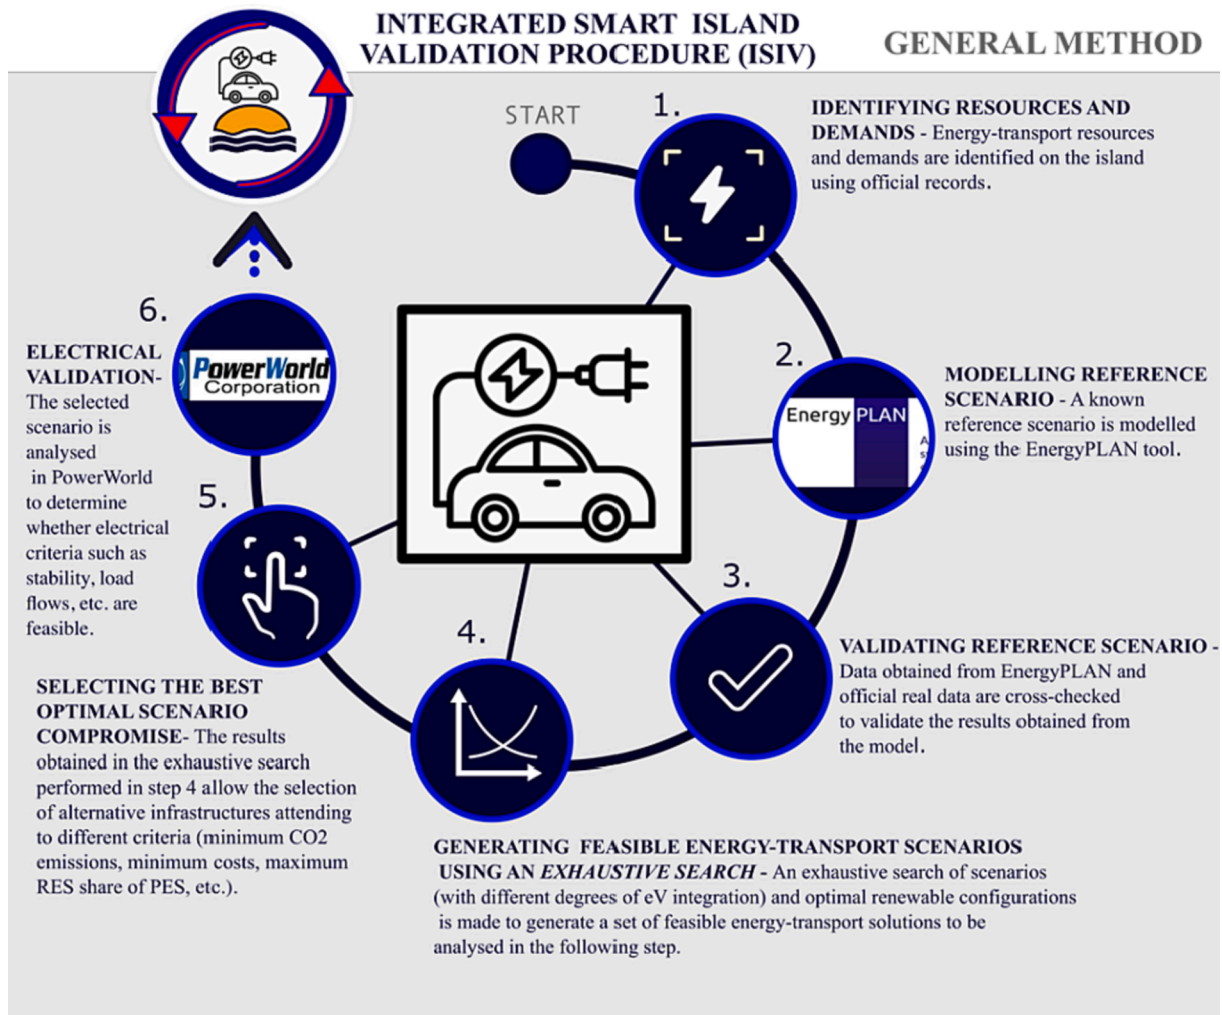 INTEGRATED SMART ISLAND
VALIDATION PROCEDURE (ISIV)
GENERAL METHOD
START
1.
IDENTIFYING RESOURCES AND
DEMANDS - Energy-transport resources
and demands are identified on the island
using official records.
2.
Energy PLAN
MODELLING REFERENCE
SCENARIO - A known
reference scenario is modelled
using the EnergyPLAN tool.
3.
VALIDATING REFERENCE SCENARIO -
Data obtained from EnergyPLAN and
official real data are cross-checked
to validate the results obtained from
the model.
4.
GENERATING FEASIBLE ENERGY-TRANSPORT SCENARIOS
USING AN EXHAUSTIVE SEARCH - An exhaustive search of scenarios
(with different degrees of eV integration) and optimal renewable configurations
is made to generate a set of feasible energy-transport solutions to be
analysed in the following step.
5.
SELECTING THE BEST
OPTIMAL SCENARIO
COMPROMISE- The results
obtained in the exhaustive search
performed in step 4 allow the selection
of alternative infrastructures attending
to different criteria (minimum CO2
emissions, minimum costs, maximum
RES share of PES, etc.).
6.
PowerWorld
Corporation
ELECTRICAL
VALIDATION-
The selected
scenario is
analysed
in PowerWorld
to determine
whether electrical
criteria such as
stability, load
flows, etc. are
feasible.